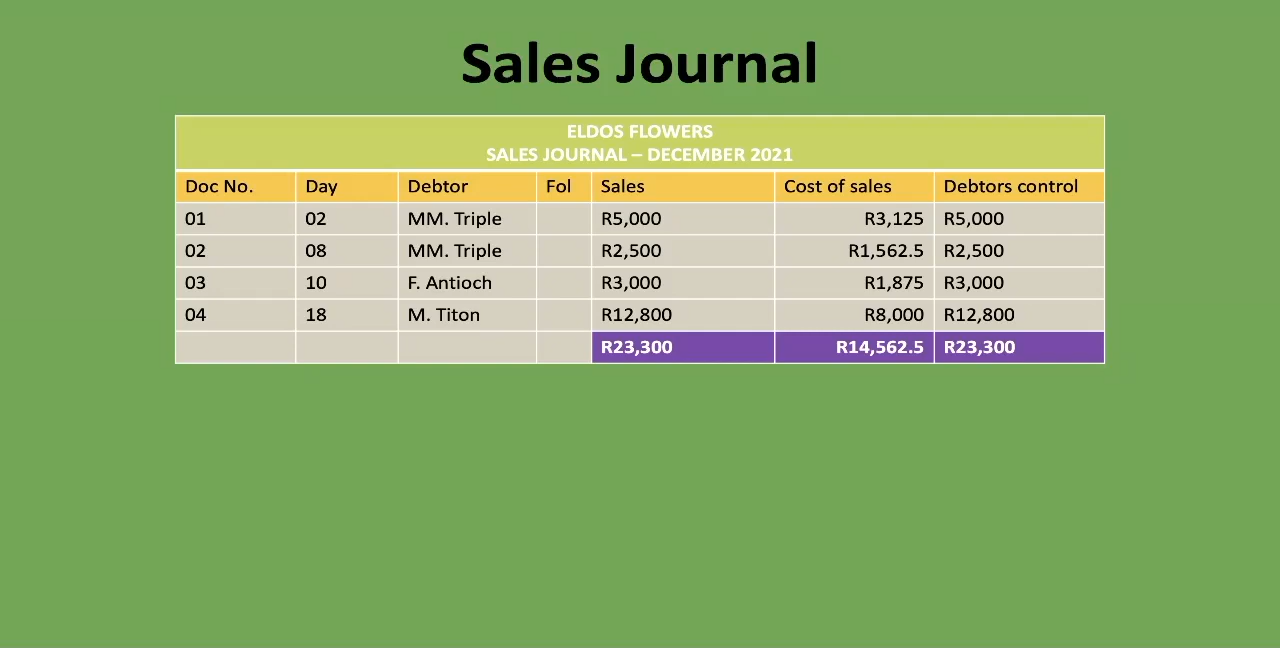 Sales Journal
ELDOS FLOWERS
SALES JOURNAL – DECEMBER 2021
Doc No. Day Debtor Fol Sales Cost of sales Debtors control
01 02 MM. Triple R5,000 R3,125 R5,000
02 08 MM. Triple R2,500 R1,562.5 R2,500
03 10 F. Antioch R3,000 R1,875 R3,000
04 18 M. Titon R12,800 R8,000 R12,800
R23,300 R14,562.5 R23,300